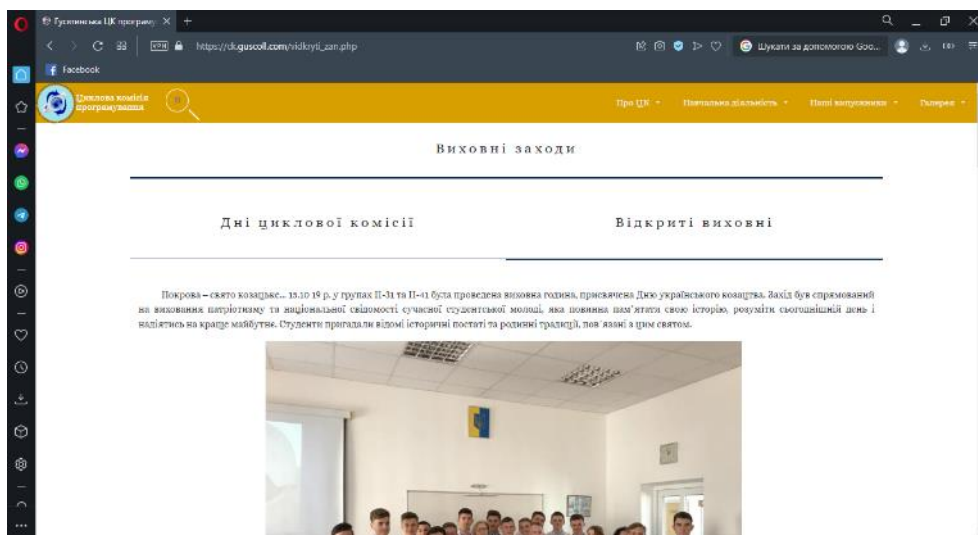 Гусятинська ЦК програму
VPN
https://ck.guscoll.com/vidkryti_zan.php
Шукати за допомогою Goo...
Facebook
Циклова комісія
програмування
Про ЦК
Навчальна діяльність
Наші випускники
Галерея
Виховні заходи
Дні циклової комісії
Відкриті виховні
Покрова – свято козацьке... 15.10 19 р. у групах П-31 та П-41 була проведена виховна година, присвячена Дню українського козацтва. Захід був спрямований
на виховання патріотизму та національної свідомості сучасної студентської молоді, яка повинна пам'ятати свою історію, розуміти сьогоднішній день і
надіятись на краще майбутнє. Студенти пригадали відомі історичні постаті та родинні традиції, пов'язані з цим святом.